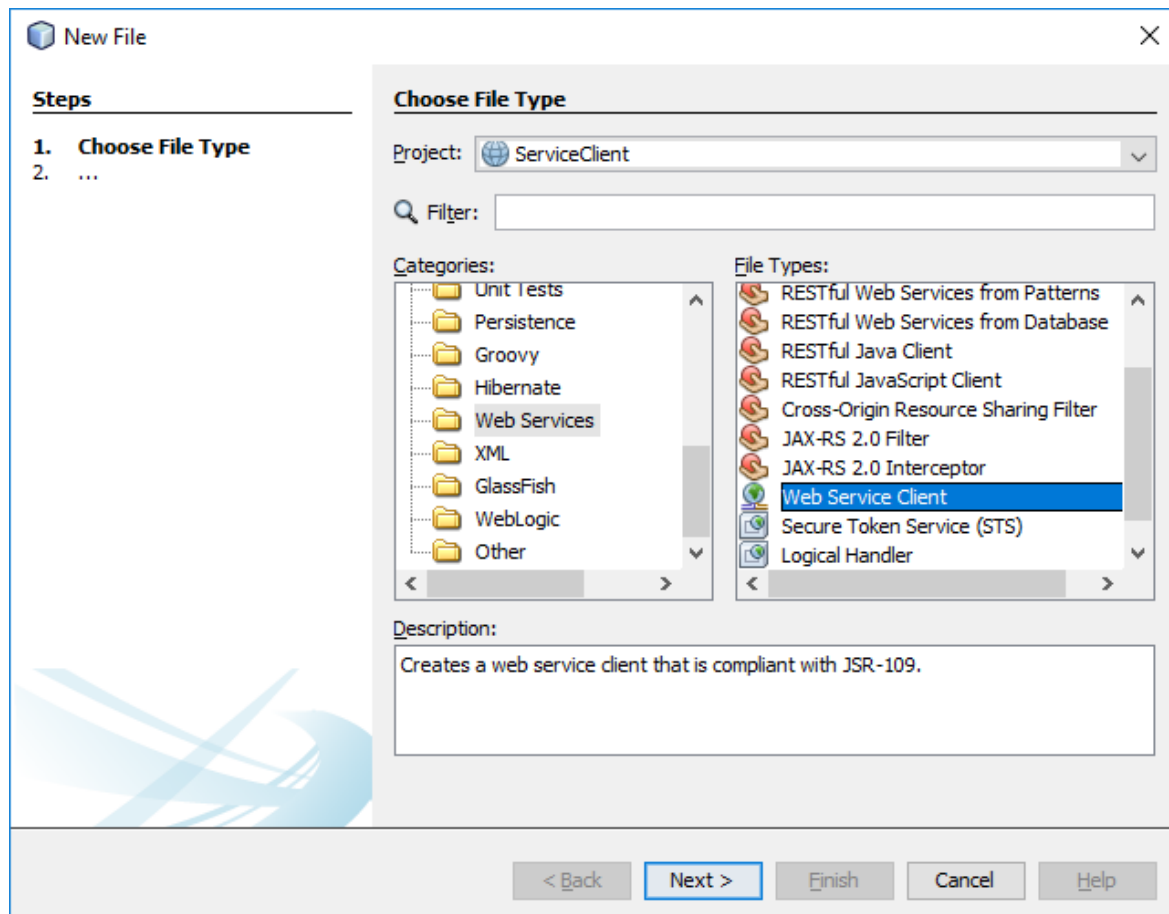 New File
Steps
1. Choose File Type
2. ...
Choose File Type
Project: ServiceClient
Filter:
Categories:
Unit Tests
Persistence
Groovy
Hibernate
Web Services
XML
GlassFish
WebLogic
Other
File Types:
RESTful Web Services from Patterns
RESTful Web Services from Database
RESTful Java Client
RESTful JavaScript Client
Cross-Origin Resource Sharing Filter
JAX-RS 2.0 Filter
JAX-RS 2.0 Interceptor
Web Service Client
Secure Token Service (STS)
Logical Handler
Description:
Creates a web service client that is compliant with JSR-109.
< Back Next > Finish Cancel Help